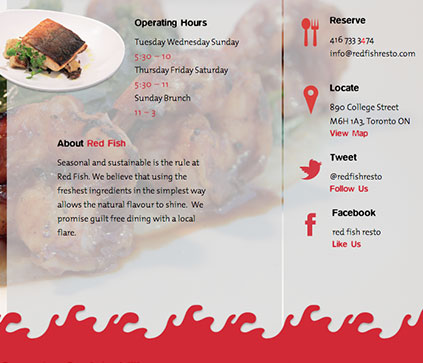 Operating Hours
Tuesday Wednesday Sunday
5:30 – 10
Thursday Friday Saturday
5:30 – 11
Sunday Brunch
11 – 3
About Red Fish
Seasonal and sustainable is the rule at
Red Fish. We believe that using the
freshest ingredients in the simplest way
allows the natural flavour to shine. We
promise guilt free dining with a local
flare.
Reserve
416 733 3474
info@redfishresto.com
Locate
890 College Street
M6H 1A3, Toronto ON
View Map
Tweet
@redfishresto
Follow Us
Facebook
red fish resto
Like Us